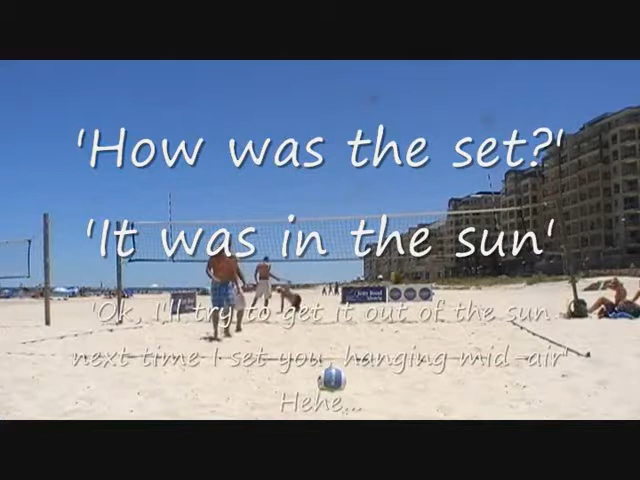 'How was the set?'
'It was in the sun'
'Ok, I'll try to get it out of the sun
next time I set you, hanging mid-air'
Hehe...